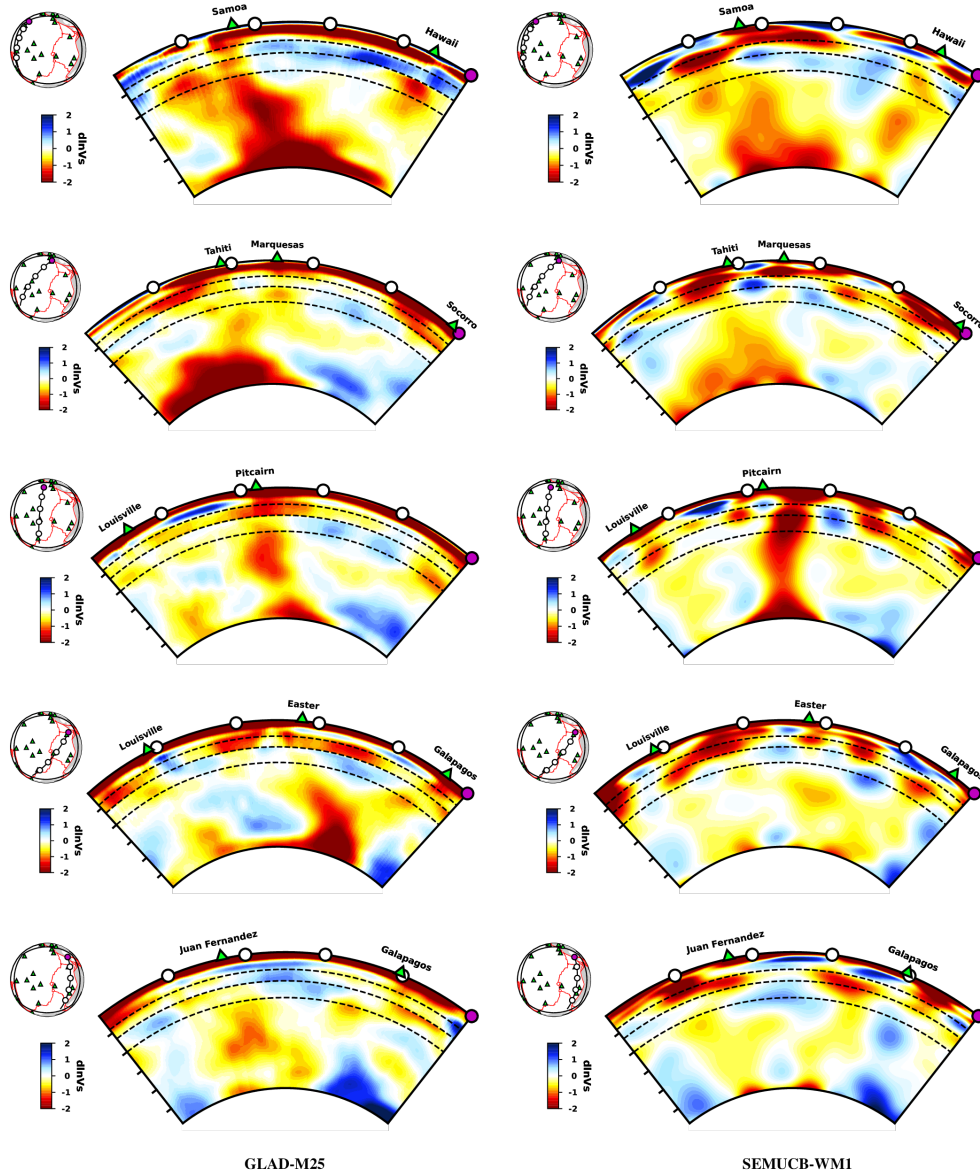 Samoa
Hawaii
2
1
0
-1
-2
dlnVs
Samoa
Hawaii
2
1
0
-1
-2
dlnVs
Tahiti
Marquesas
Socorro
2
1
0
-1
-2
dlnVs
Tahiti
Marquesas
Socorro
2
1
0
-1
-2
dlnVs
Pitcairn
Louisville
2
1
0
-1
-2
dlnVs
Pitcairn
Louisville
2
1
0
-1
-2
dlnVs
Easter
Louisville
Galapagos
2
1
0
-1
-2
dlnVs
Easter
Louisville
Galapagos
2
1
0
-1
-2
dlnVs
Juan Fernandez
Galapagos
2
1
0
-1
-2
dlnVs
Juan Fernandez
Galapagos
2
1
0
-1
-2
dlnVs
GLAD-M25
SEMUCB-WM1